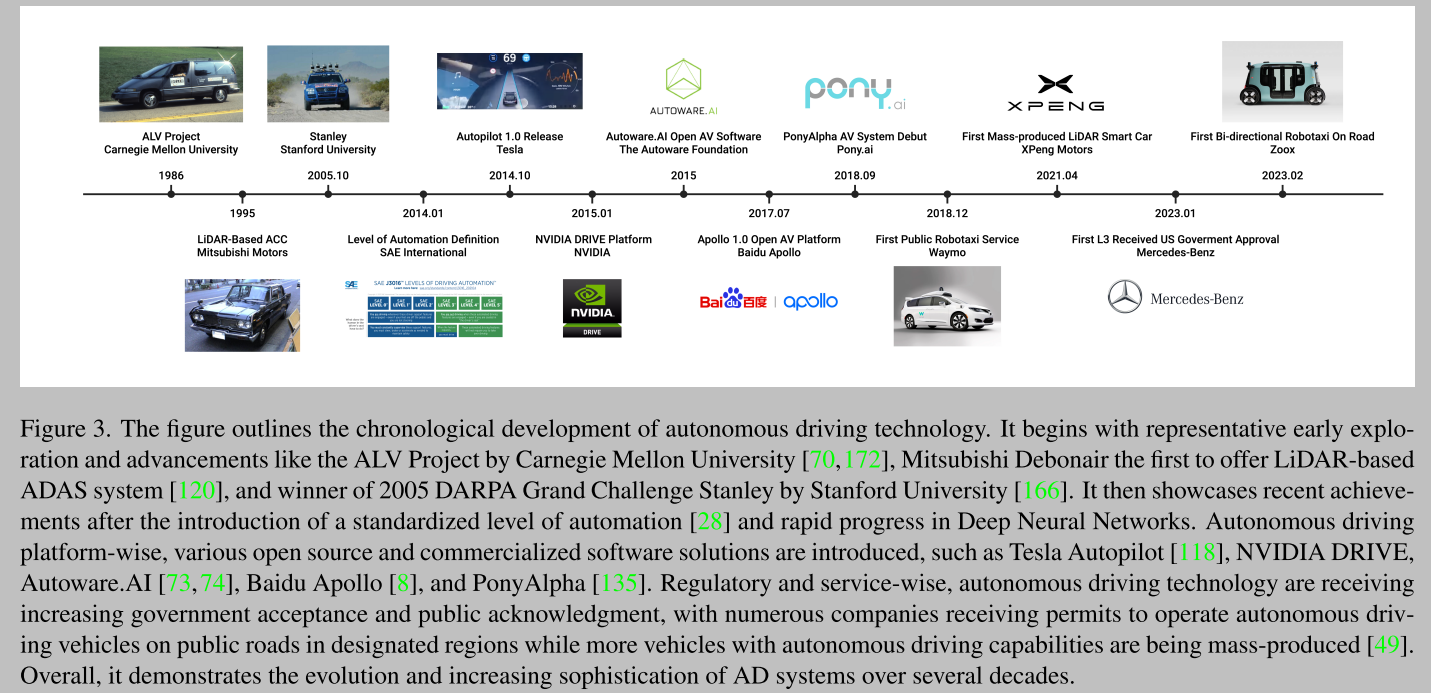 69
AUTOWARE.AI
pony.ai
XPENG
ALV Project
Carnegie Mellon University
Stanley
Stanford University
Autopilot 1.0 Release
Tesla
Autoware.AI Open AV Software
The Autoware Foundation
PonyAlpha AV System Debut
Pony.ai
First Mass-produced LiDAR Smart Car
XPeng Motors
First Bi-directional Robotaxi On Road
Zoox
1986
2005.10
2014.10
2015
2018.09
2021.04
2023.02
1995
2014.01
2015.01
2017.07
2018.12
2023.01
LiDAR-Based ACC
Mitsubishi Motors
Level of Automation Definition
SAE International
NVIDIA DRIVE Platform
NVIDIA
Apollo 1.0 Open AV Platform
Baidu Apollo
First Public Robotaxi Service
Waymo
First L3 Received US Goverment Approval
Mercedes-Benz
SAE J3016™ LEVELS OF DRIVING AUTOMATION™
SAE LEVEL 0™ SAE LEVEL 1™ SAE LEVEL 2™ SAE LEVEL 3™ SAE LEVEL 4™ SAE LEVEL 5™
NVIDIA.
DRIVE
Bai du 百度 | apollo
Mercedes-Benz
Figure 3. The figure outlines the chronological development of autonomous driving technology. It begins with representative early explo-
ration and advancements like the ALV Project by Carnegie Mellon University [70,172], Mitsubishi Debonair the first to offer LiDAR-based
ADAS system [120], and winner of 2005 DARPA Grand Challenge Stanley by Stanford University [166]. It then showcases recent achieve-
ments after the introduction of a standardized level of automation [28] and rapid progress in Deep Neural Networks. Autonomous driving
platform-wise, various open source and commercialized software solutions are introduced, such as Tesla Autopilot [118], NVIDIA DRIVE,
Autoware.AI [73,74], Baidu Apollo [8], and PonyAlpha [135]. Regulatory and service-wise, autonomous driving technology are receiving
increasing government acceptance and public acknowledgment, with numerous companies receiving permits to operate autonomous driv-
ing vehicles on public roads in designated regions while more vehicles with autonomous driving capabilities are being mass-produced [49].
Overall, it demonstrates the evolution and increasing sophistication of AD systems over several decades.